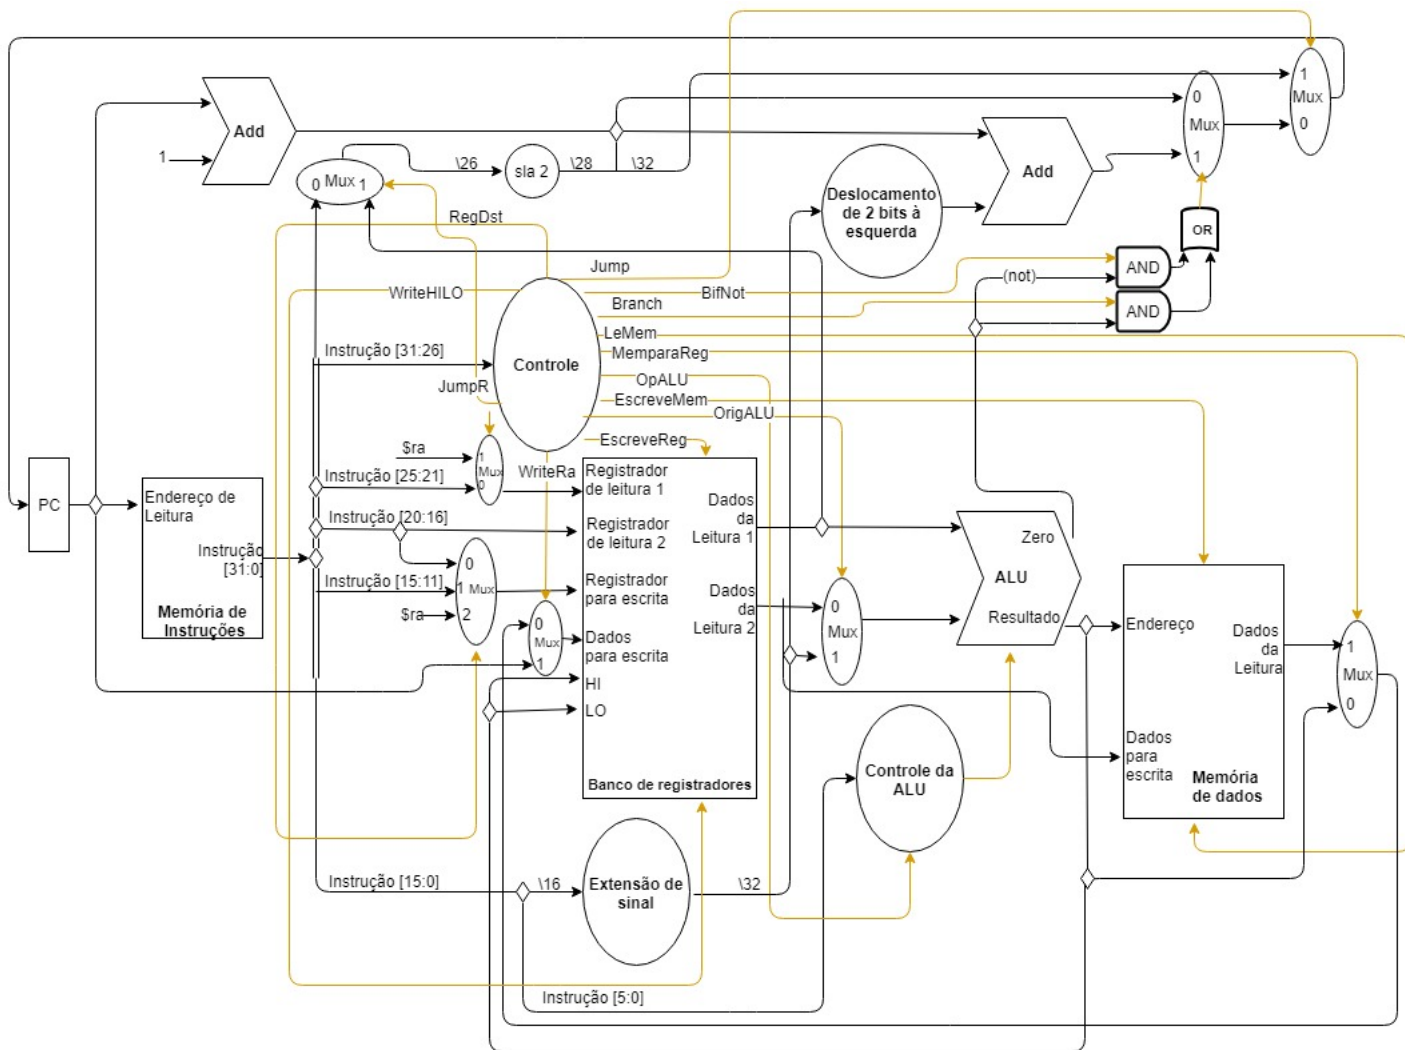 1
Mux
0
0
Mux
1
Add
1
\26
sla 2
\28
\32
0 Mux 1
Add
Deslocamento
de 2 bits à
esquerda
RegDst
OR
AND
(not)
AND
Jump
WriteHILO
BifNot
Branch
LeMem
MemparaReg
Instrução [31:26]
Controle
OpALU
JumpR
EscreveMem
OrigALU
EscreveReg
$ra
1
Mux
0
WriteRa
Instrução [25:21]
Registrador
de leitura 1
PC
Endereço de
Leitura
Instrução
[31:0]
Memória de
Instruções
Instrução [20:16]
Registrador
de leitura 2
Dados
da
Leitura 1
Zero
ALU
Resultado
0
1 Mux
2
Instrução [15:11]
$ra
Registrador
para escrita
Dados
da
Leitura 2
0
Mux
1
0
Mux
1
Dados
para escrita
HI
LO
Banco de registradores
Endereço
Dados
da
Leitura
Dados
para
escrita
Memória
de dados
1
Mux
0
Controle da
ALU
Instrução [15:0]
\16
Extensão de
sinal
\32
Instrução [5:0]